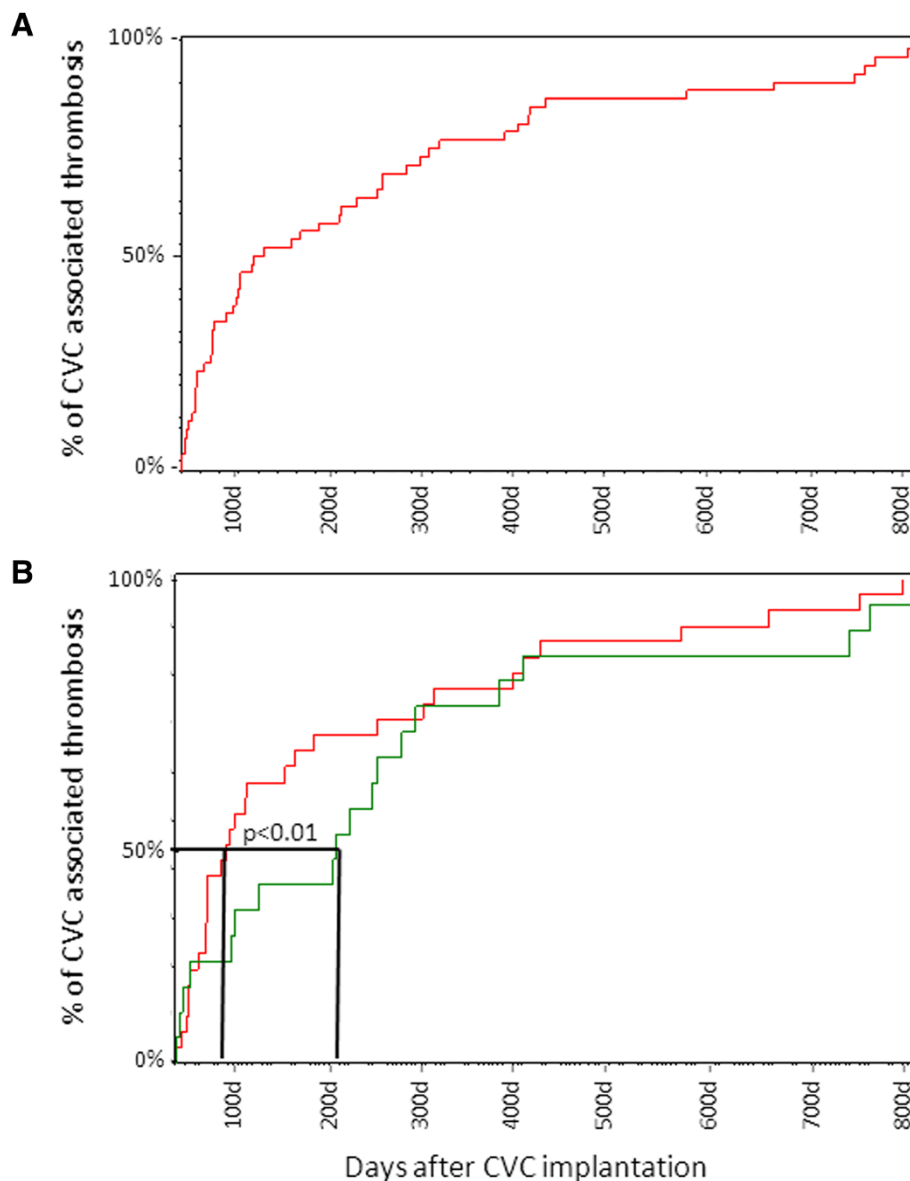 A
% of CVC associated thrombosis
100%
50%
0%
100d
200d
300d
400d
500d
600d
700d
800d
B
% of CVC associated thrombosis
100%
50%
0%
p<0.01
100d
200d
300d
400d
500d
600d
700d
800d
Days after CVC implantation